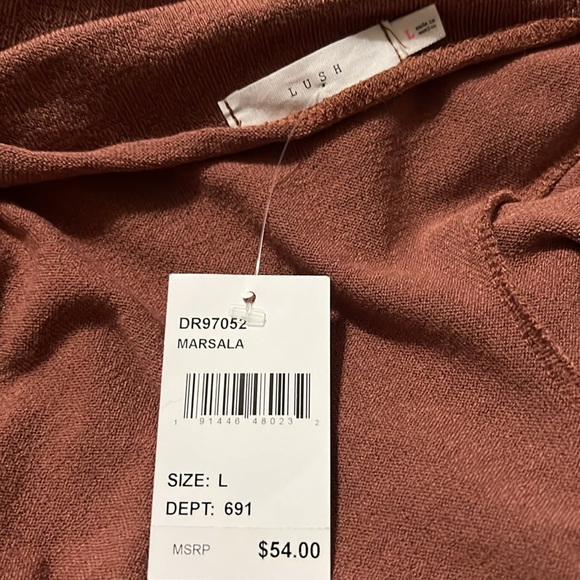 LUSH
L
DR97052
MARSALA
1 91446 48023 2
SIZE: L
DEPT: 691
MSRP $54.00